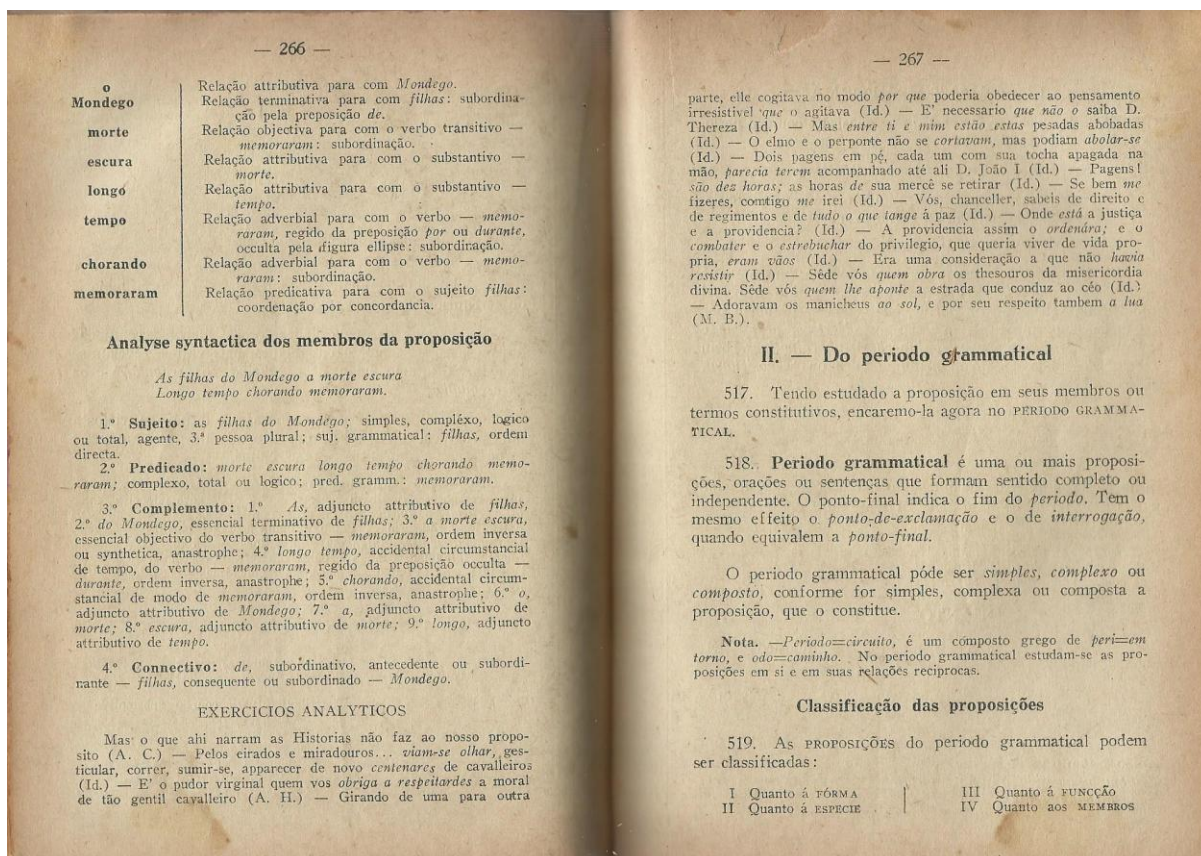 — 266 —
o Relação attributiva para com Mondego.
Mondego Relação terminativa para com filhas: subordina-
ção pela preposição de.
morte Relação objectiva para com o verbo transitivo —
memoraram: subordinação.
escura Relação attributiva para com o substantivo —
morte.
longo Relação attributiva para com o substantivo —
tempo.
tempo Relação adverbial para com o verbo — memo-
raram, regido da preposição por ou durante,
occulta pela figura ellipse: subordinação.
chorando Relação adverbial para com o verbo — memo-
raram: subordinação.
memoraram Relação predicativa para com o sujeito filhas:
coordenação por concordancia.
Analyse syntactica dos membros da proposição
As filhas do Mondego a morte escura
Longo tempo chorando memoraram.
1.º Sujeito: as filhas do Mondego; simples, compléxo, logico
ou total, agente, 3.ª pessoa plural; suj. grammatical: filhas, ordem
directa.
2.º Predicado: morte escura longo tempo chorando memo-
raram; complexo, total ou logico; pred. gramm.: memoraram.
3.º Complemento: 1.º As, adjuncto attributivo de filhas,
2.º do Mondego, essencial terminativo de filhas; 3.º a morte escura,
essencial objectivo do verbo transitivo — memoraram, ordem inversa
ou synthetica, anastrophe; 4.º longo tempo, accidental circumstancial
de tempo, do verbo — memoraram, regido da preposição occulta —
durante, ordem inversa, anastrophe; 5.º chorando, accidental circum-
stancial de modo de memoraram, ordem inversa, anastrophe; 6.º o,
adjuncto attributivo de Mondego; 7.º a, adjuncto attributivo de
morte; 8.º escura, adjuncto attributivo de morte; 9.º longo, adjuncto
attributivo de tempo.
4.º Connectivo: de, subordinativo, antecedente ou subordi-
nante — filhas, consequente ou subordinado — Mondego.
EXERCICIOS ANALYTICOS
Mas o que ahi narram as Historias não faz ao nosso propo-
sito (A. C.) — Pelos eirados e miradouros... viam-se olhar, ges-
ticular, correr, sumir-se, apparecer de novo centenares de cavalleiros
(Id.) — E' o pudor virginal quem vos obriga a respeitardes a moral
de tão gentil cavalleiro (A. H.) — Girando de uma para outra
— 267 —
parte, elle cogitava no modo por que poderia obedecer ao pensamento
irresistivel que o agitava (Id.) — E' necessario que não o saiba D.
Thereza (Id.) — Mas entre ti e mim estão estas pesadas abobadas
(Id.) — O elmo e o perponte não se cortavam, mas podiam abolar-se
(Id.) — Dois pagens em pé, cada um com sua tocha apagada na
mão, parecia terem acompanhado até ali D. João I (Id.) — Pagens!
são dez horas; as horas de sua mercê se retirar (Id.) — Se bem me
fizeres, comtigo me irei (Id.) — Vós, chanceller, sabeis de direito e
de regimentos e de tudo o que tange á paz (Id.) — Onde está a justiça
e a providencia? (Id.) — A providencia assim o ordenára; e o
combater e o estrebuchar do privilegio, que queria viver de vida pro-
pria, eram vãos (Id.) — Era uma consideração a que não havia
resistir (Id.) — Sêde vós quem obra os thesouros da misericordia
divina. Sêde vós quem lhe aponte a estrada que conduz ao céo (Id.)
— Adoravam os manicheus ao sol, e por seu respeito tambem a lua
(M. B.).
II. — Do periodo grammatical
517. Tendo estudado a proposição em seus membros ou
termos constitutivos, encaremo-la agora no PERIODO GRAMMA-
TICAL.
518. Periodo grammatical é uma ou mais proposi-
ções, orações ou sentenças que formam sentido completo ou
independente. O ponto-final indica o fim do periodo. Tem o
mesmo effeito o ponto-de-exclamação e o de interrogação,
quando equivalem a ponto-final.
O periodo grammatical póde ser simples, complexo ou
composto, conforme for simples, complexa ou composta a
proposição, que o constitue.
Nota. —Periodo=circuito, é um composto grego de peri=em
torno, e odo=caminho. No periodo grammatical estudam-se as pro-
posições em si e em suas relações reciprocas.
Classificação das proposições
519. As PROPOSIÇÕES do periodo grammatical podem
ser classificadas:
I Quanto á FÓRMA III Quanto á FUNCÇÃO
II Quanto á ESPECIE IV Quanto aos MEMBROS